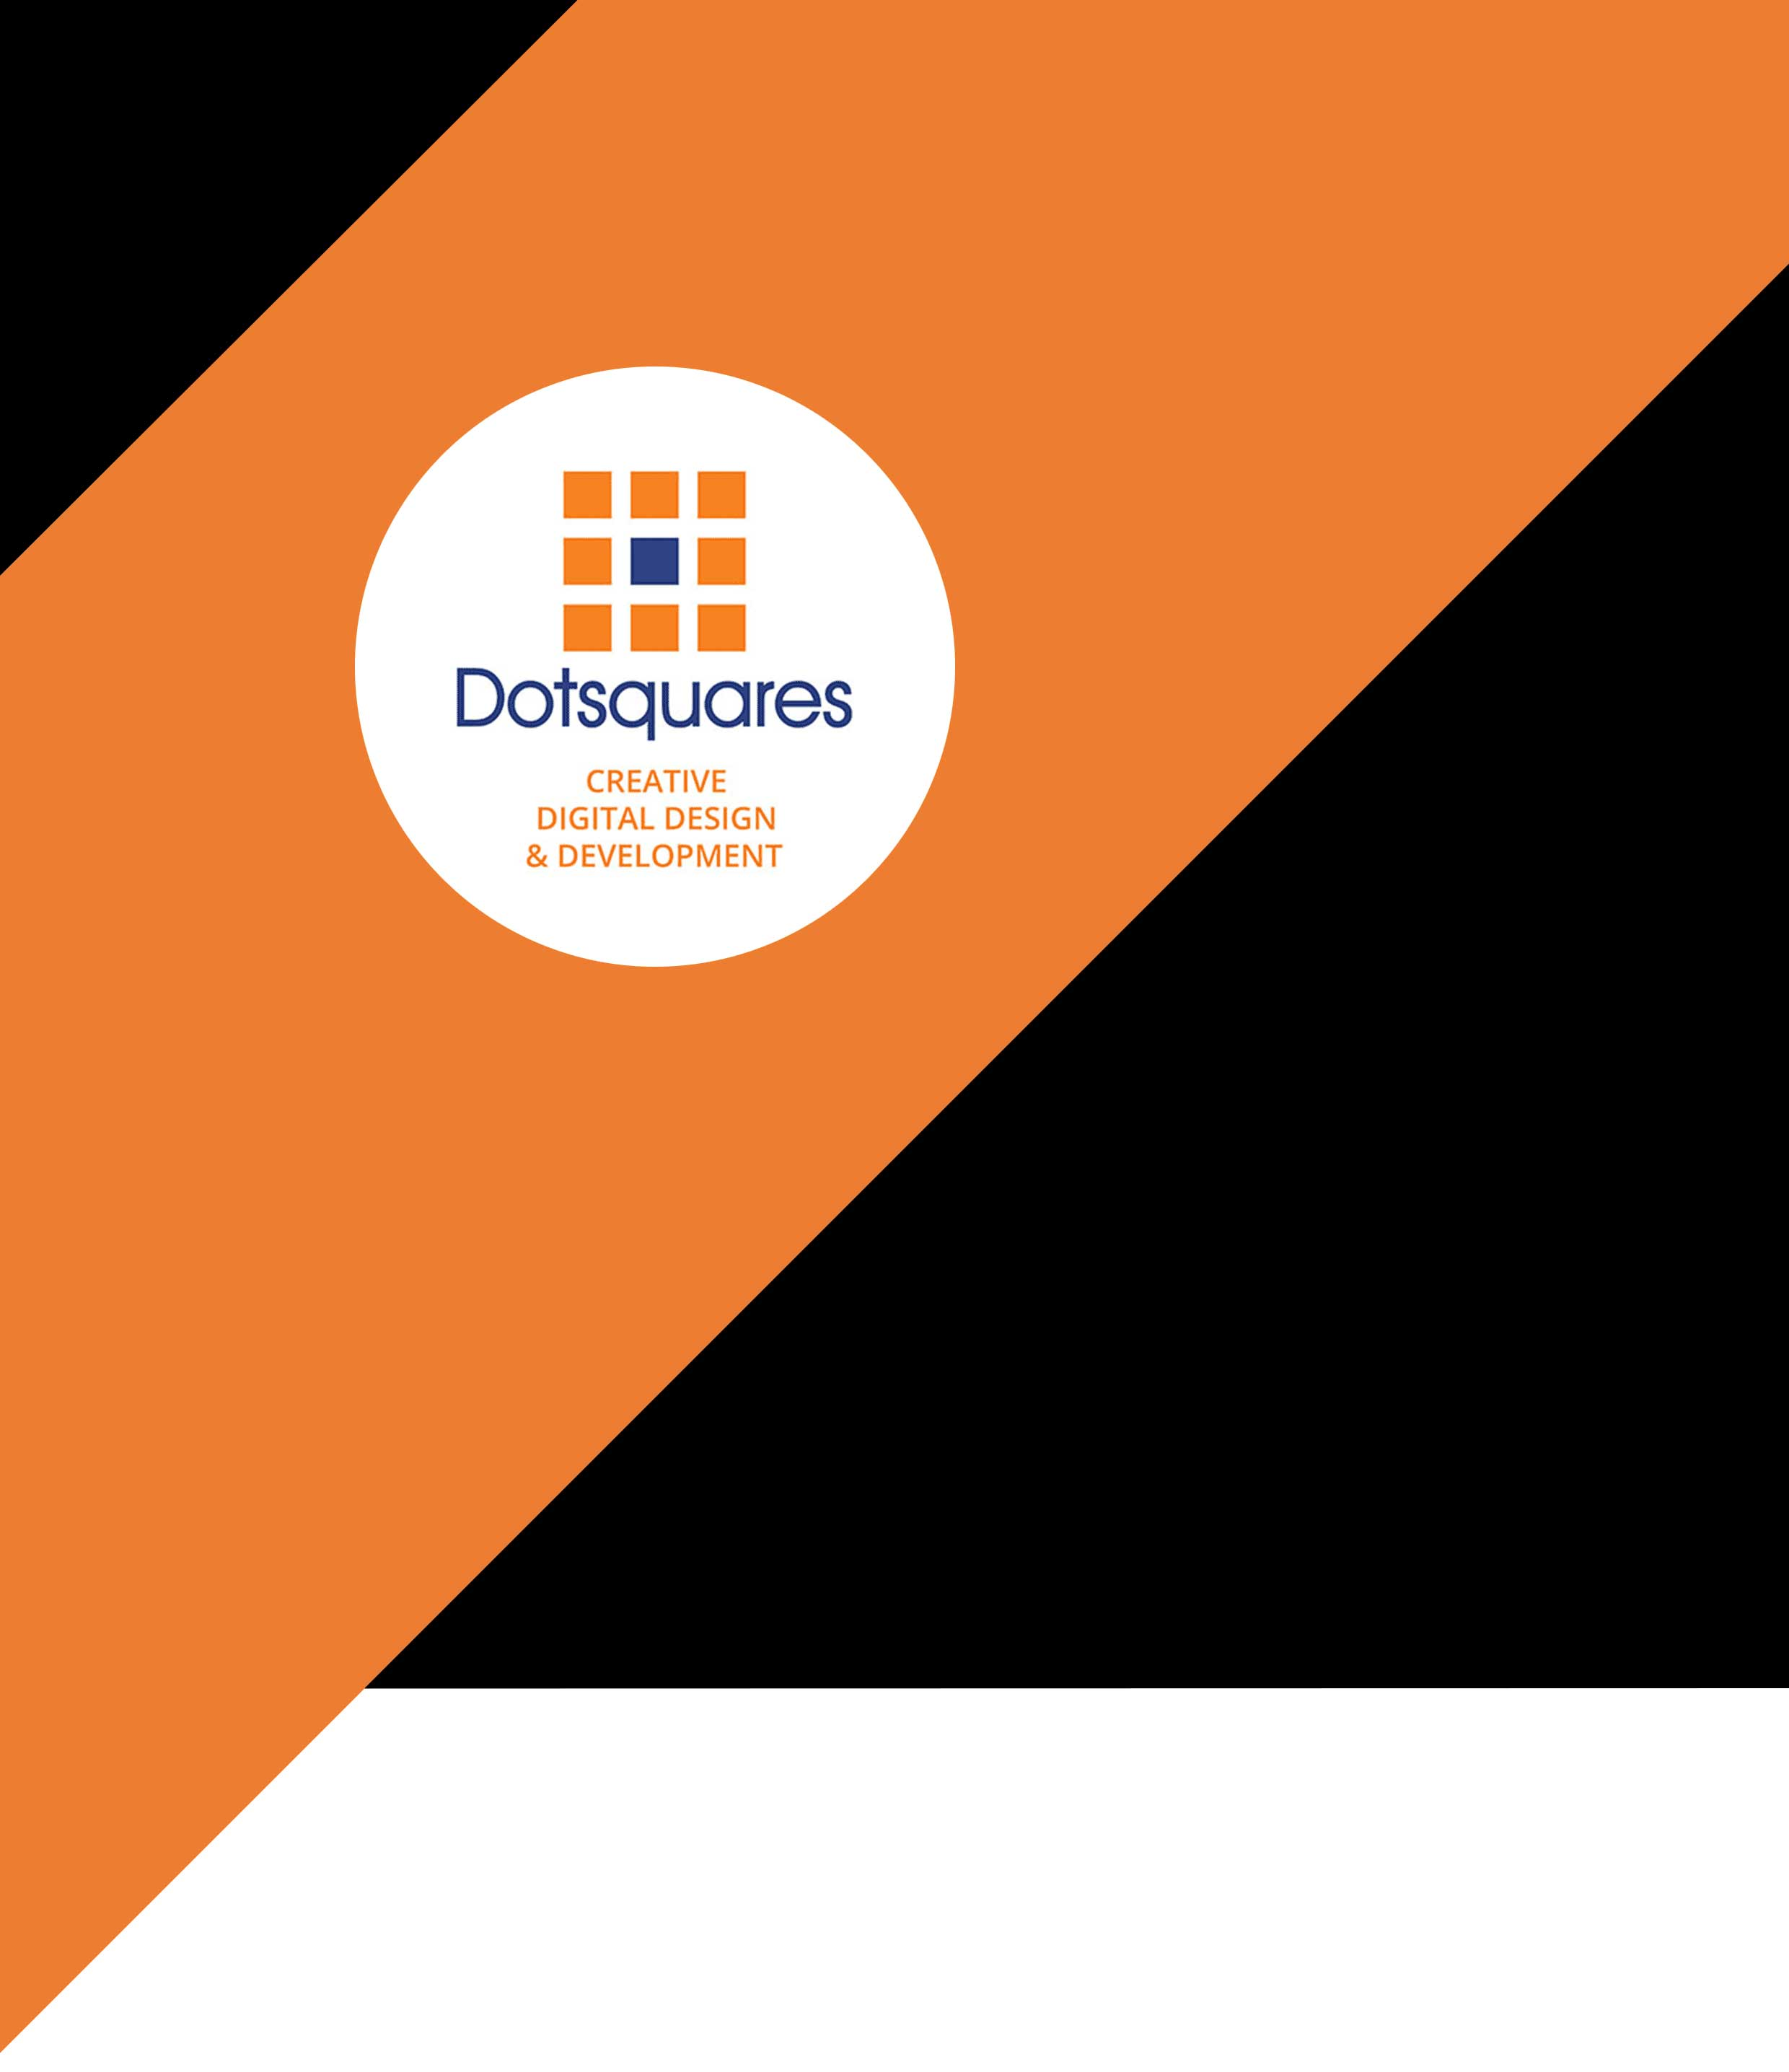 Dotsquares
CREATIVE
DIGITAL DESIGN
& DEVELOPMENT